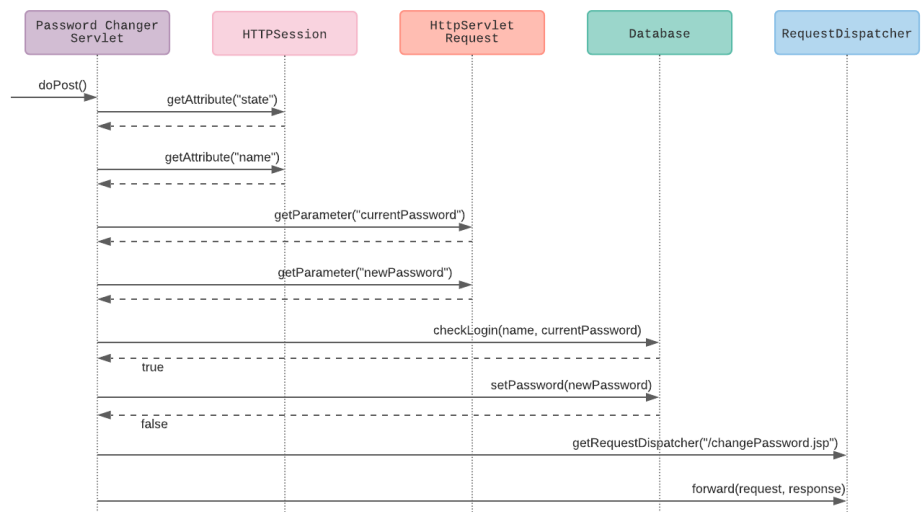 Password Changer
Servlet
HTTPSession
HttpServlet
Request
Database
RequestDispatcher
doPost()
getAttribute("state")
getAttribute("name")
getParameter("currentPassword")
getParameter("newPassword")
checkLogin(name, currentPassword)
true
setPassword(newPassword)
false
getRequestDispatcher("/changePassword.jsp")
forward(request, response)